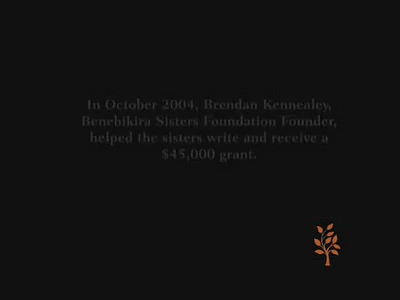 In October 2004, Brendan Kennealey,
Benebikira Sisters Foundation Founder,
helped the sisters write and receive a
$45,000 grant.